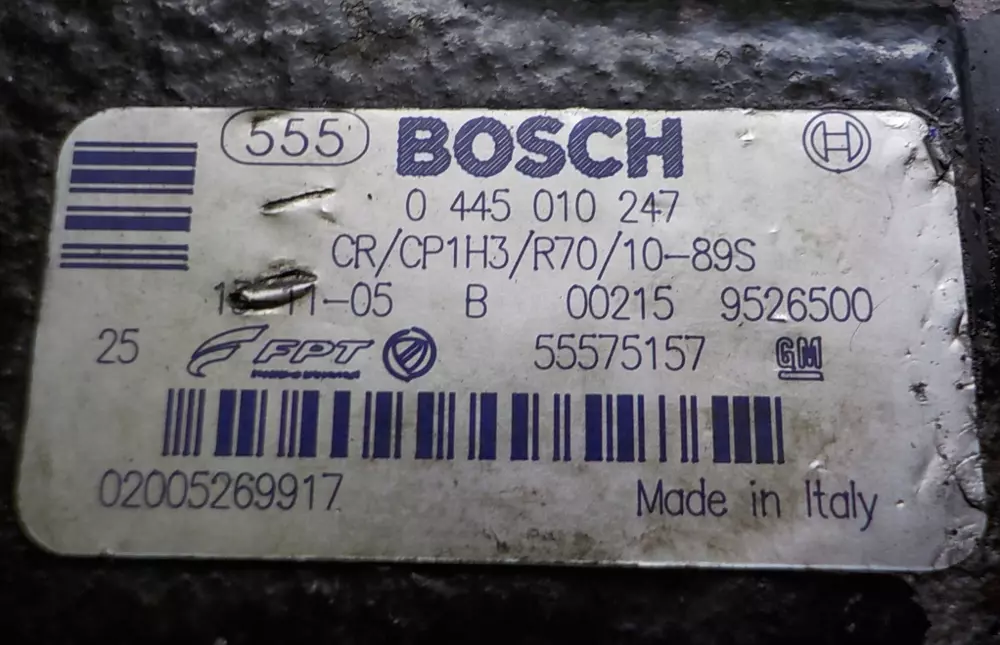 555 BOSCH
0 445 010 247
CR/CP1H3/R70/10-89S
11-05 B 00215 9526500
25 FPT 55575157 GM
02005269917 Made in Italy